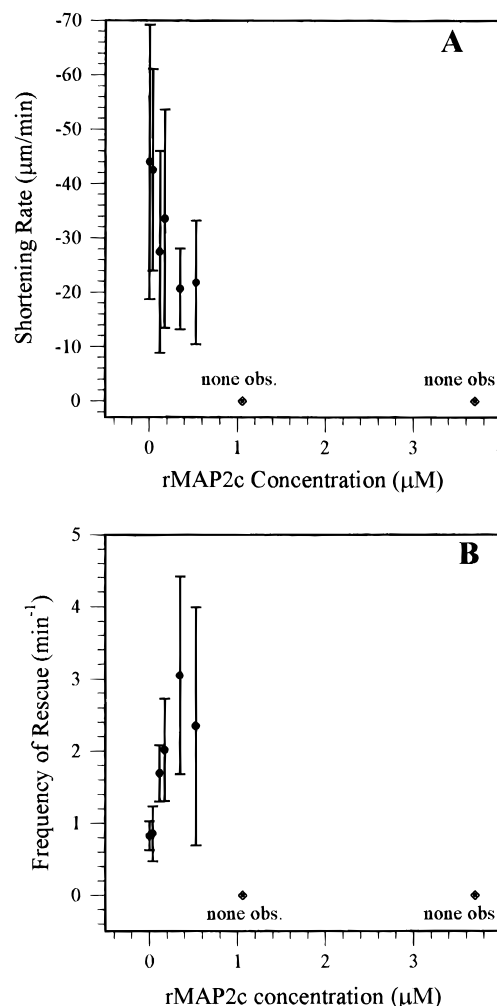 A
-70
-60
-50
-40
-30
-20
-10
0
Shortening Rate (μm/min)
none obs.
none obs
0
1
2
3
rMAP2c Concentration (μM)
B
5
4
3
2
1
0
Frequency of Rescue (min⁻¹)
none obs.
none obs
0
1
2
3
rMAP2c concentration (μM)